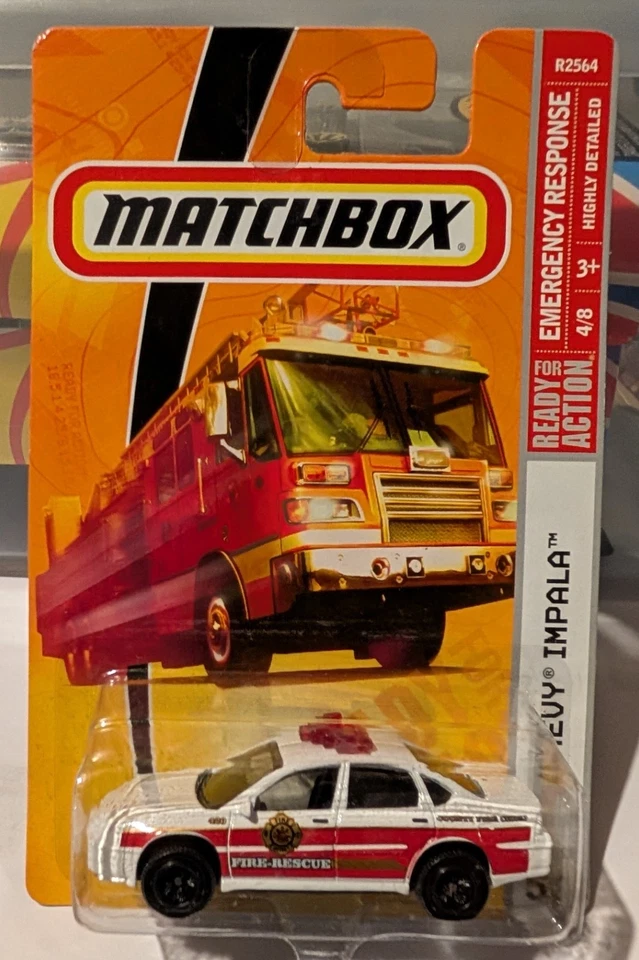 R2564
MATCHBOX®
EMERGENCY RESPONSE
HIGHLY DETAILED
4/8
3+
READY FOR
ACTION®
EVY® IMPALA™
FIRE-RESCUE